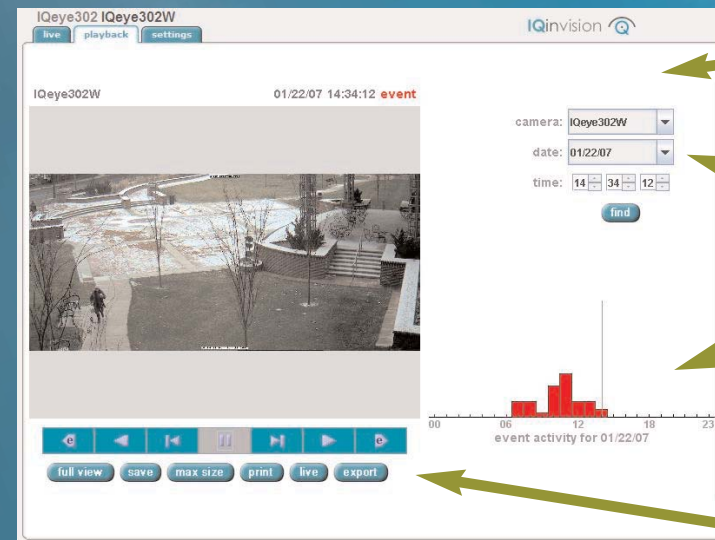 IQeye302 IQeye302W
live playback settings
IQinvision
IQeye302W 01/22/07 14:34:12 event
camera: IQeye302W
date: 01/22/07
time: 14 34 12
find
e e
00 06 12 18 23
event activity for 01/22/07
full view save max size print live export